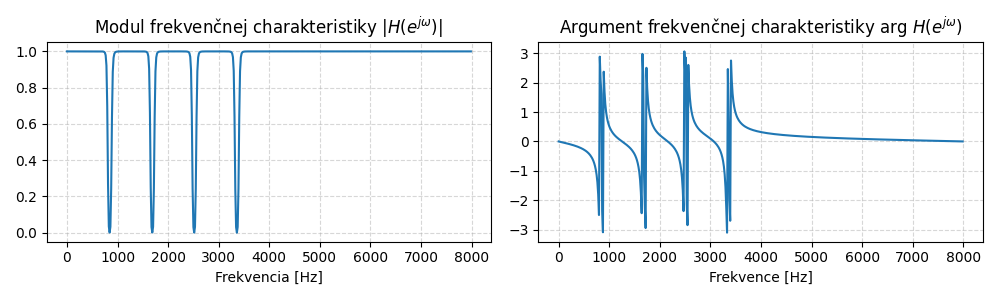 Modul frekvenčnej charakteristiky |H(e^{jω})|
1.0
0.8
0.6
0.4
0.2
0.0
0 1000 2000 3000 4000 5000 6000 7000 8000
Frekvencia [Hz]
Argument frekvenčnej charakteristiky arg H(e^{jω})
3
2
1
0
−1
−2
−3
0 1000 2000 3000 4000 5000 6000 7000 8000
Frekvence [Hz]